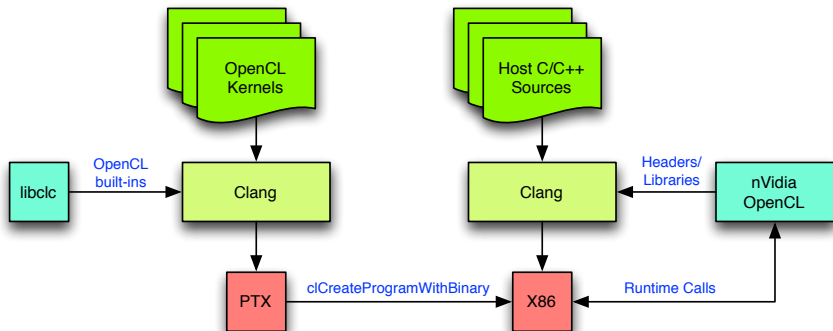 OpenCL
Kernels
Host C/C++
Sources
libclc
OpenCL
built-ins
Clang
Clang
Headers/
Libraries
nVidia
OpenCL
PTX
clCreateProgramWithBinary
X86
Runtime Calls